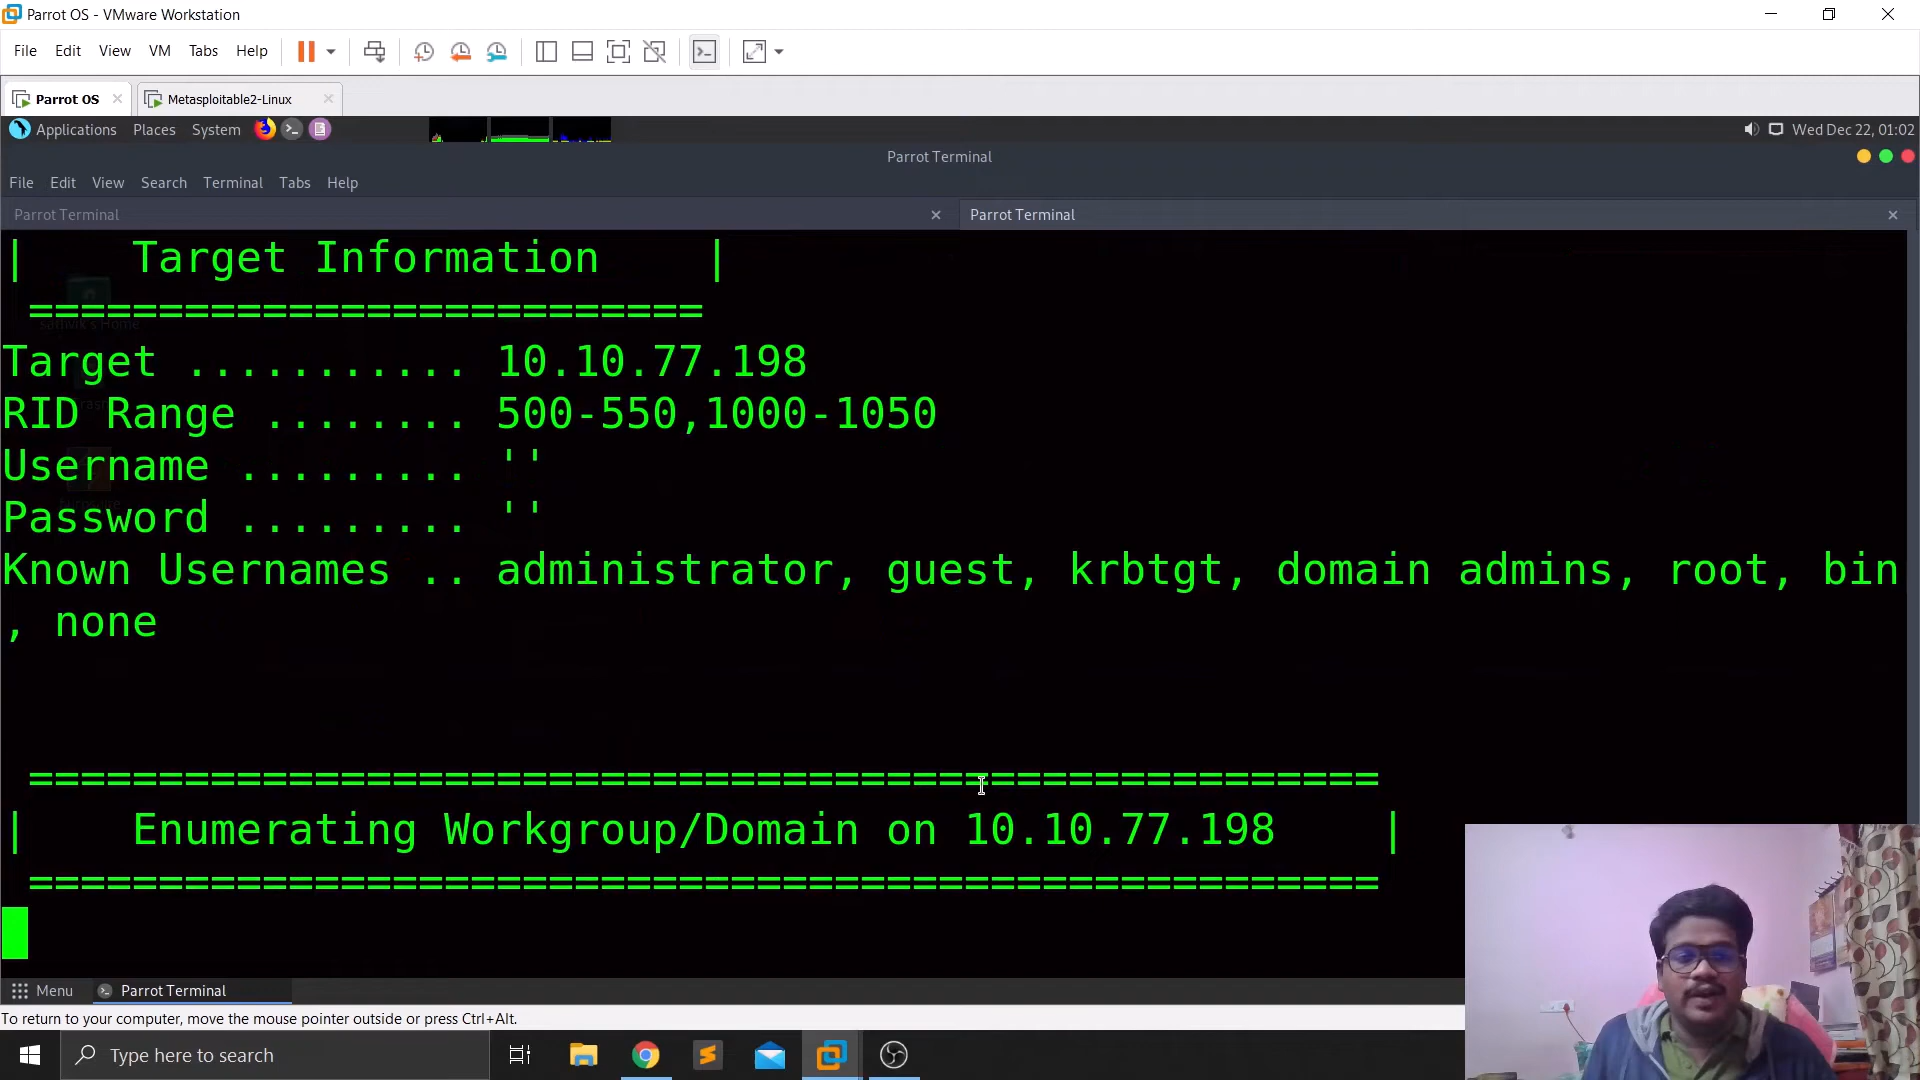 Parrot OS - VMware Workstation
File Edit View VM Tabs Help
Parrot OS Metasploitable2-Linux
Applications Places System Wed Dec 22, 01:02
Parrot Terminal
File Edit View Search Terminal Tabs Help
Parrot Terminal Parrot Terminal
| Target Information |
==========================
Target ........... 10.10.77.198
RID Range ........ 500-550,1000-1050
Username ......... ''
Password ......... ''
Known Usernames .. administrator, guest, krbtgt, domain admins, root, bin
, none
====================================================
| Enumerating Workgroup/Domain on 10.10.77.198 |
====================================================
Menu Parrot Terminal
To return to your computer, move the mouse pointer outside or press Ctrl+Alt.
Type here to search